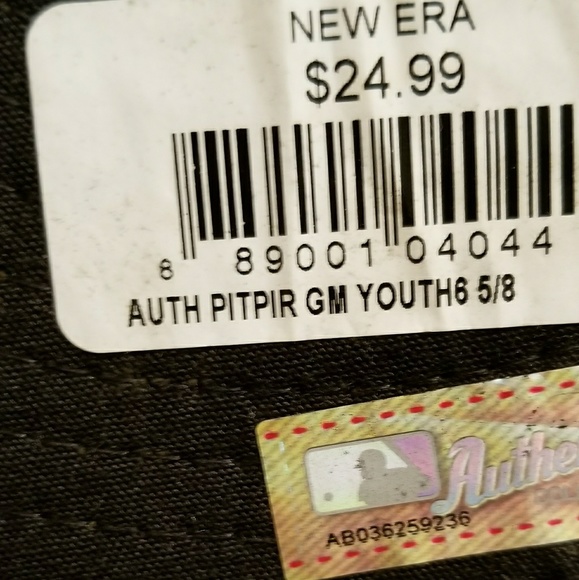 NEW ERA
$24.99
8 89001 04044
AUTH PITPIR GM YOUTH6 5/8
AB036259236